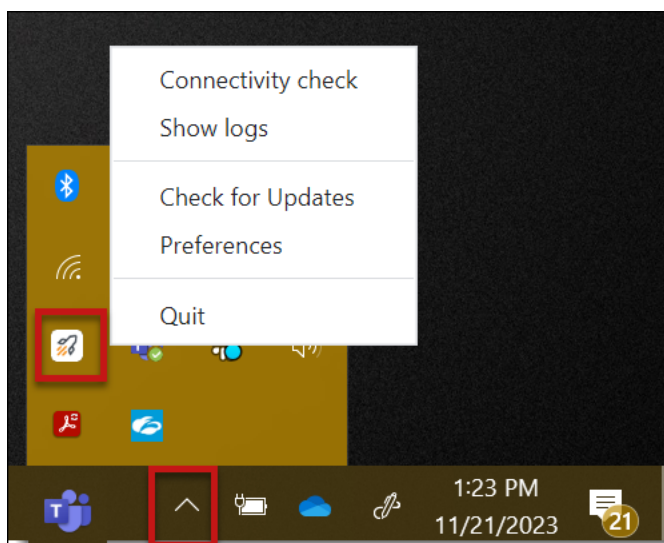 Connectivity check
Show logs
Check for Updates
Preferences
Quit
T
1:23 PM
11/21/2023
21